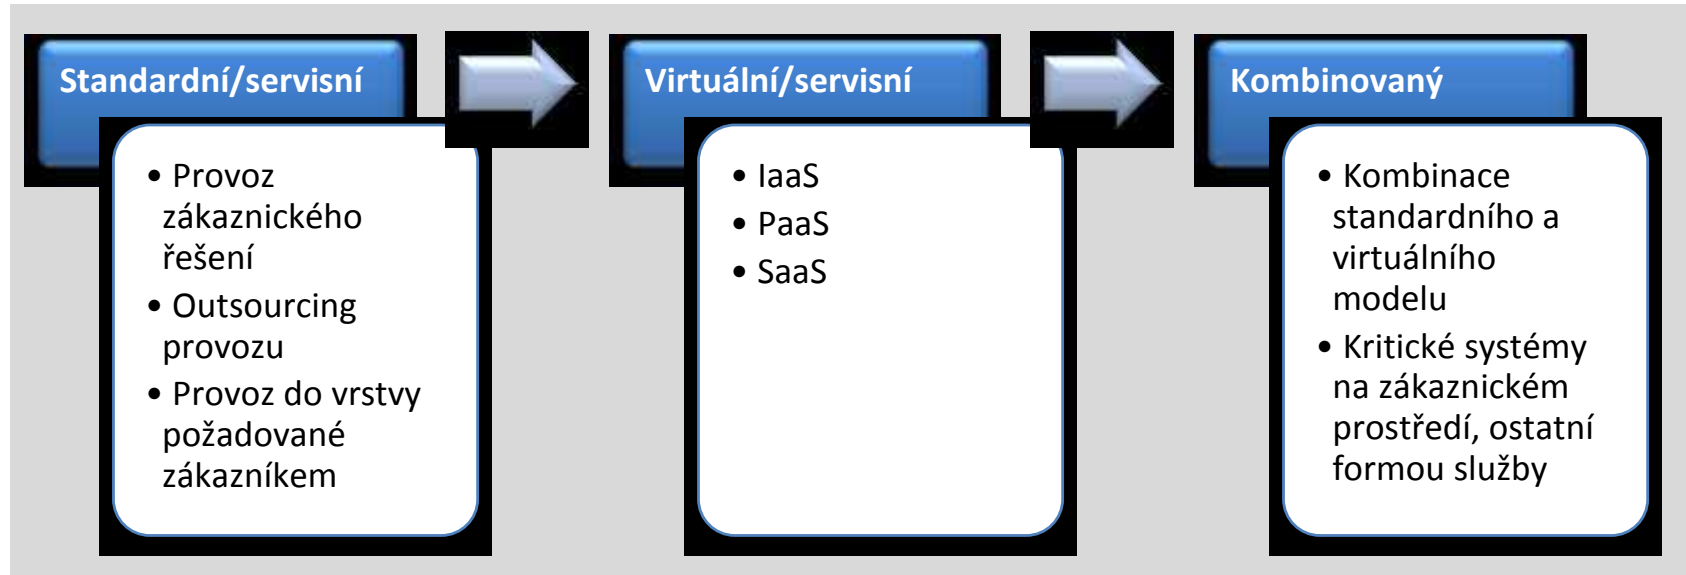 Standardní/servisní
• Provoz
zákaznického
řešení
• Outsourcing
provozu
• Provoz do vrstvy
požadované
zákazníkem
Virtuální/servisní
• IaaS
• PaaS
• SaaS
Kombinovaný
• Kombinace
standardního a
virtuálního
modelu
• Kritické systémy
na zákaznickém
prostředí, ostatní
formou služby